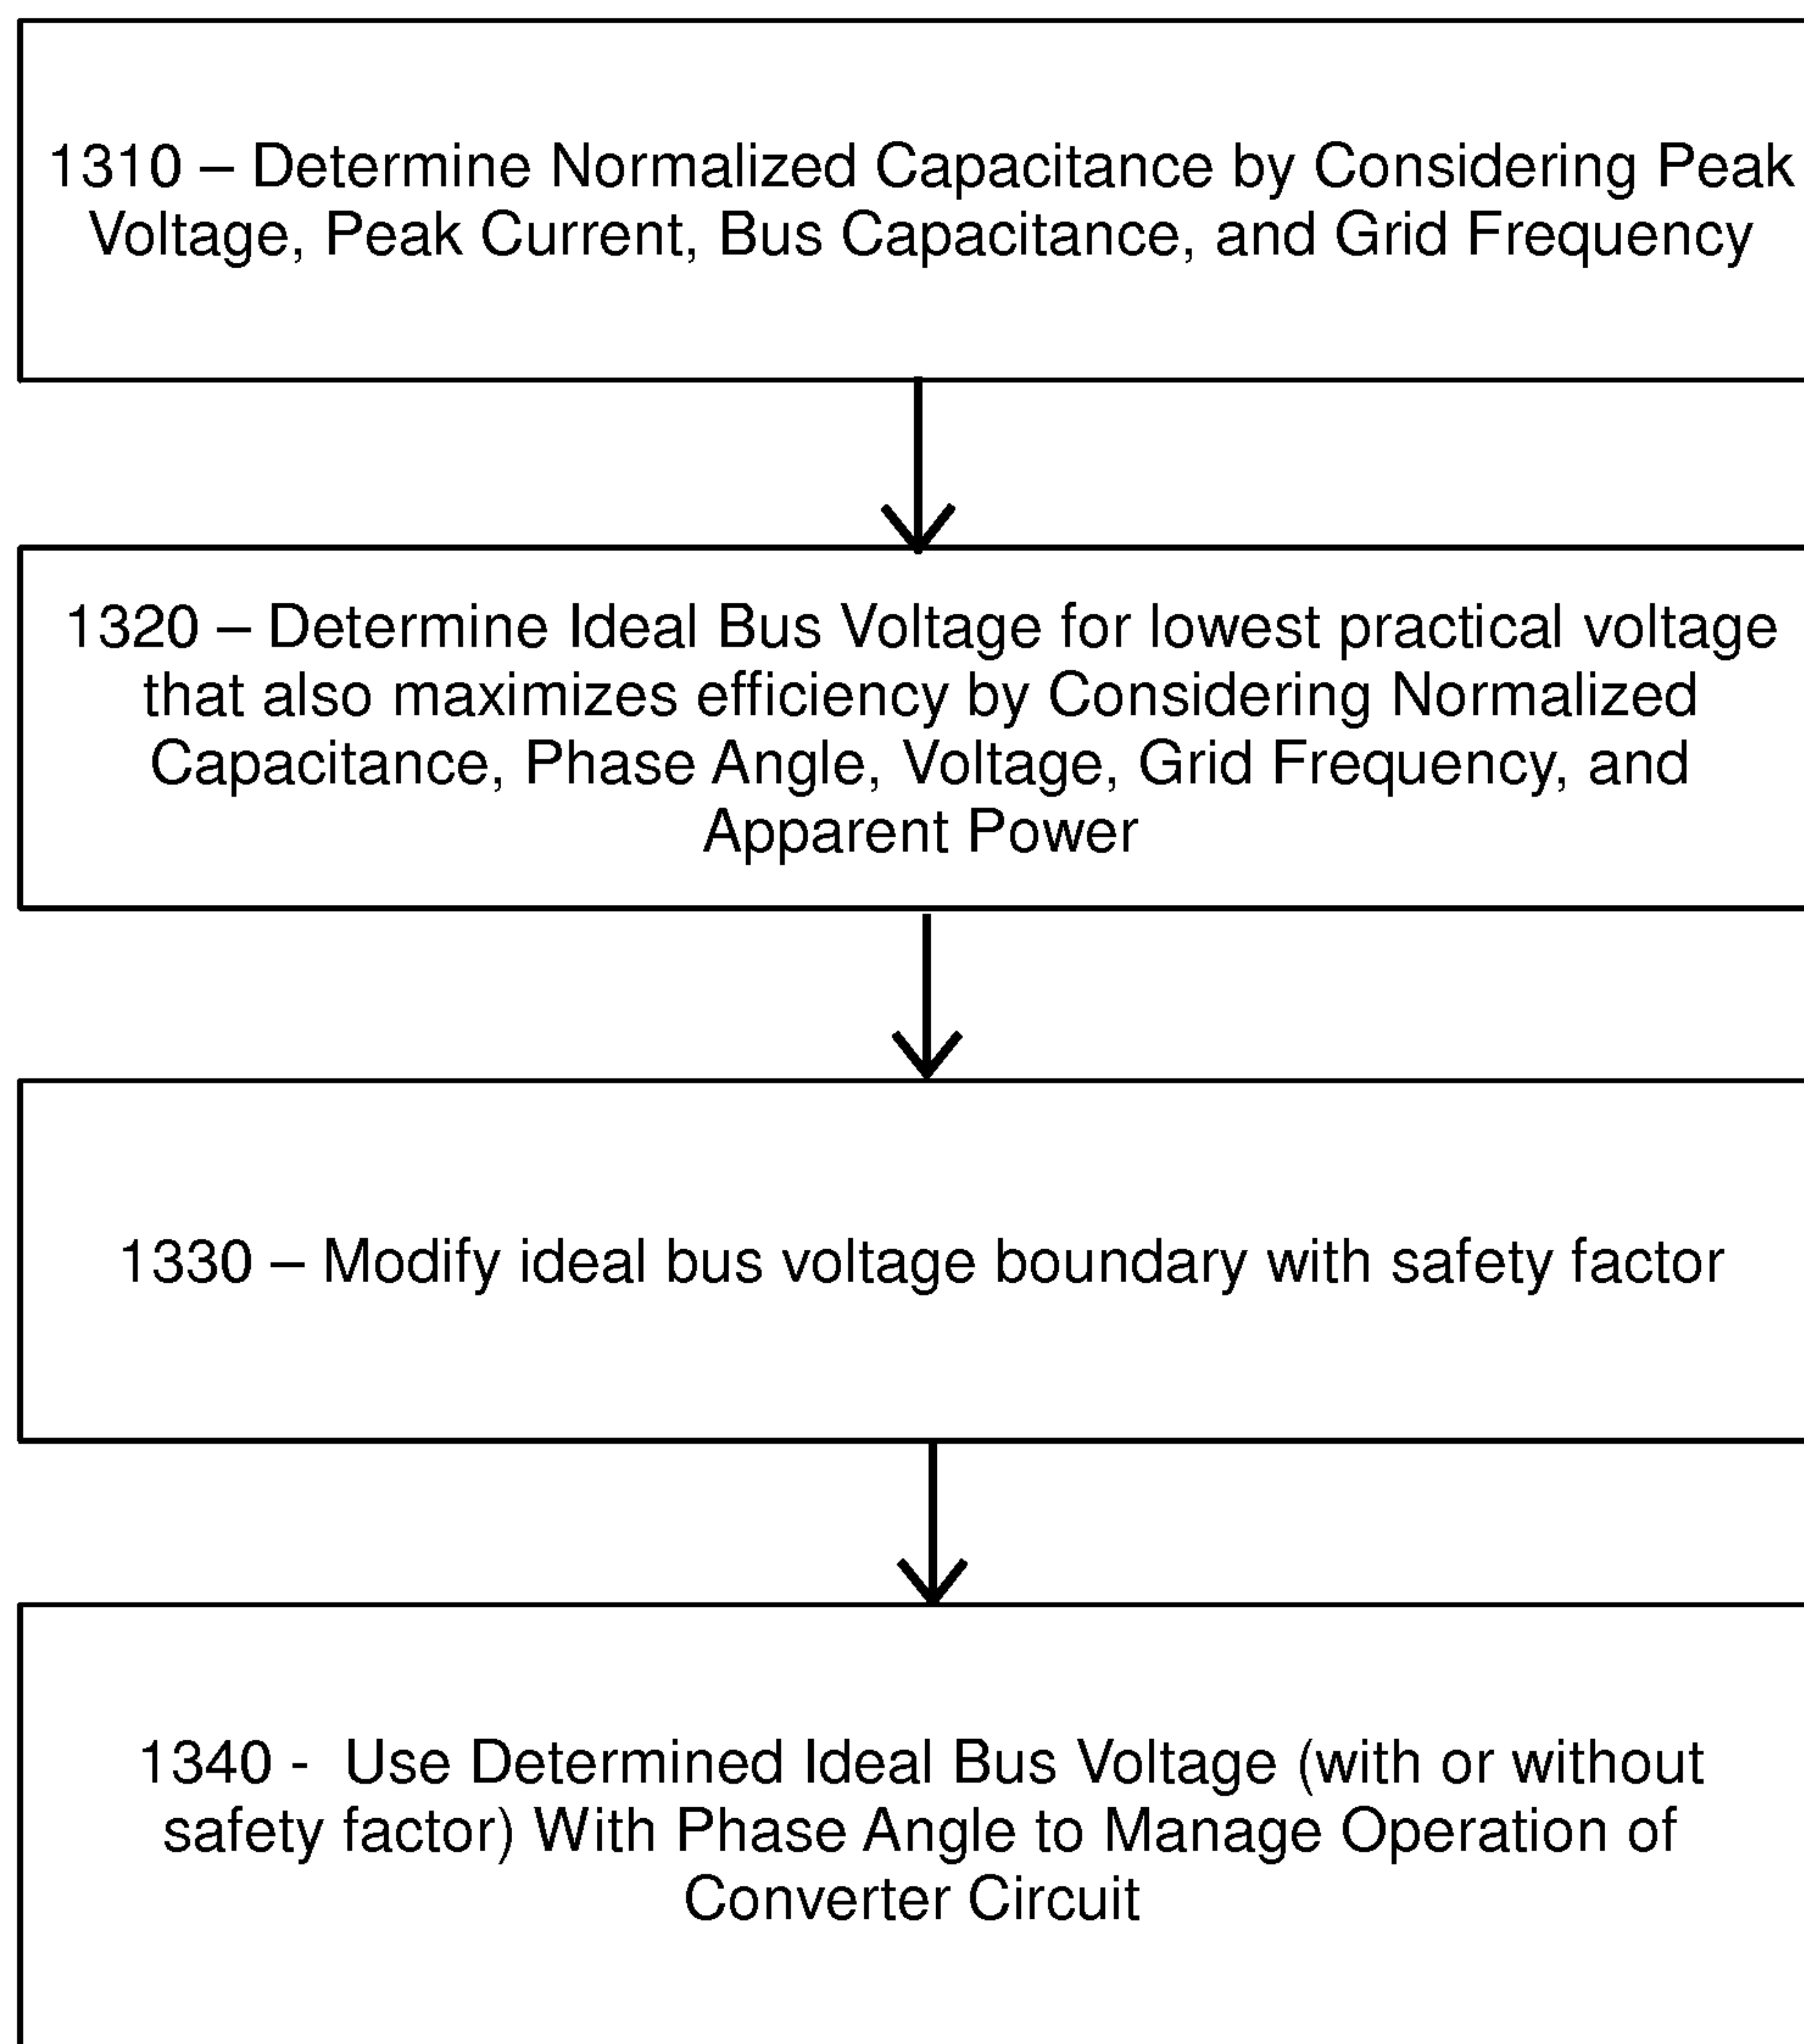 1310 – Determine Normalized Capacitance by Considering Peak
Voltage, Peak Current, Bus Capacitance, and Grid Frequency
1320 – Determine Ideal Bus Voltage for lowest practical voltage
that also maximizes efficiency by Considering Normalized
Capacitance, Phase Angle, Voltage, Grid Frequency, and
Apparent Power
1330 – Modify ideal bus voltage boundary with safety factor
1340 -  Use Determined Ideal Bus Voltage (with or without
safety factor) With Phase Angle to Manage Operation of
Converter Circuit